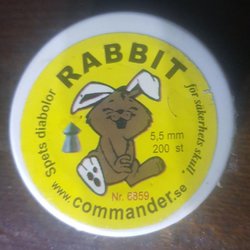 RABBIT
Spets diabolor
för säkerhets skull!
5,5 mm
200 st
Nr. 6859
www.commander.se